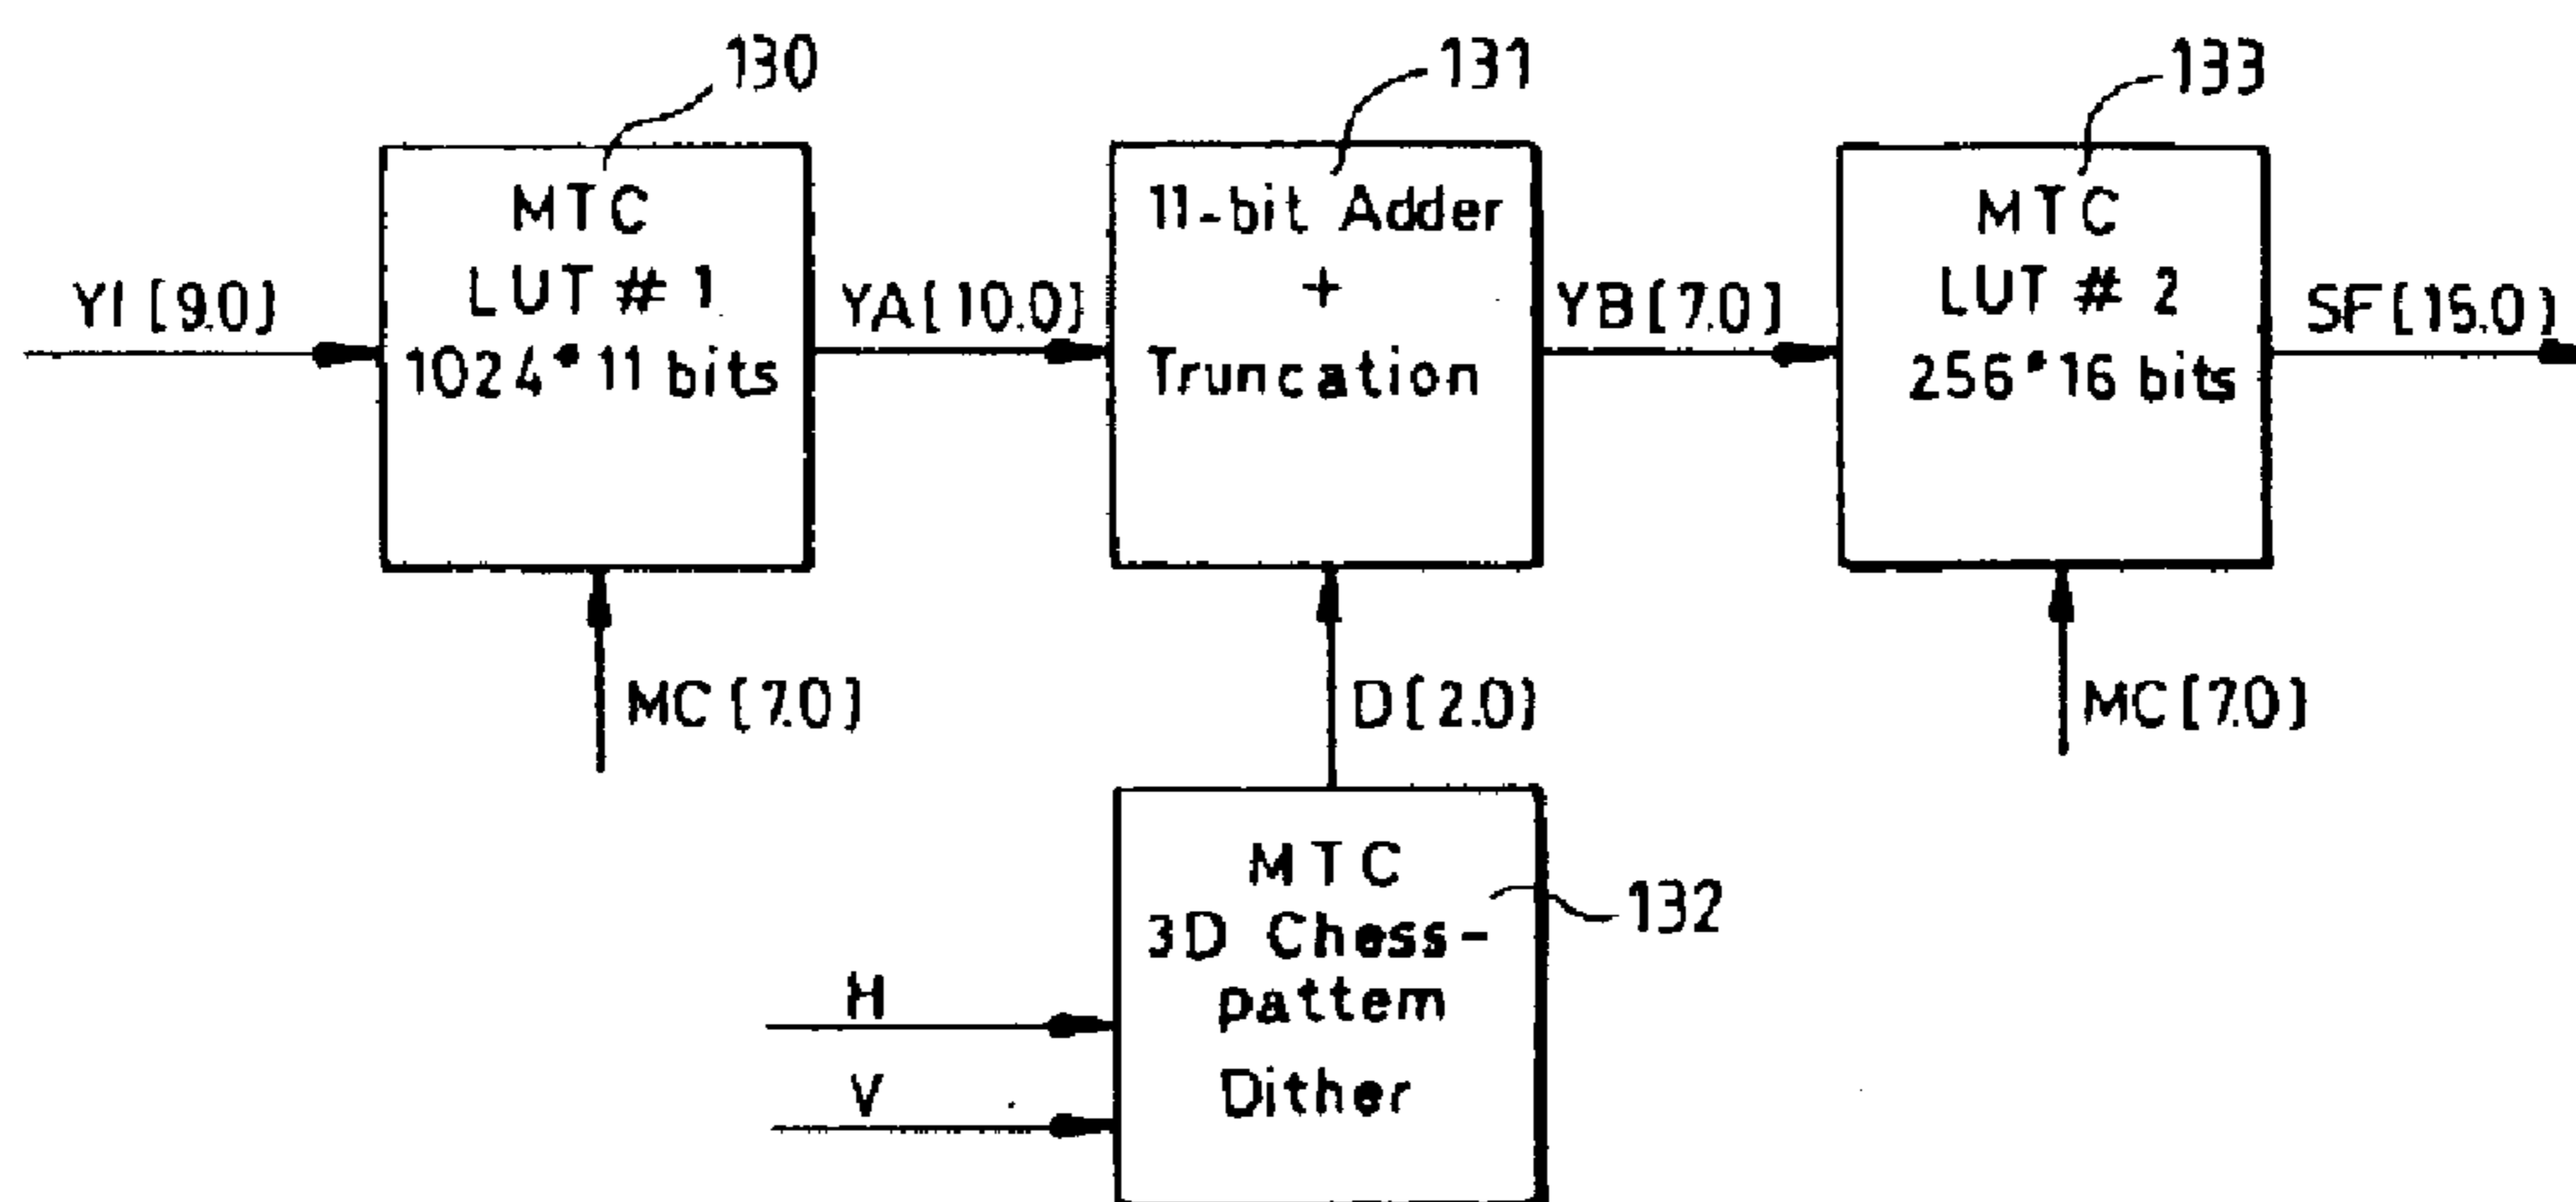 130
131
133
MTC
LUT # 1
1024*11 bits
11-bit Adder
+
Truncation
MTC
LUT # 2
256*16 bits
YI [9.0]
YA[10.0]
YB[7.0]
SF[15.0]
MC [7.0]
D[2.0)
MC[7.0]
MTC
3D Chess-
pattem
Dither
132
H
V